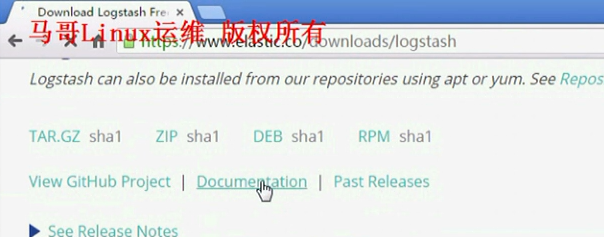 Download Logstash Free
马哥Linux运维 版权所有
https://www.elastic.co/downloads/logstash
Logstash can also be installed from our repositories using apt or yum. See Repos
TAR.GZ sha1 ZIP sha1 DEB sha1 RPM sha1
View GitHub Project | Documentation | Past Releases
See Release Notes